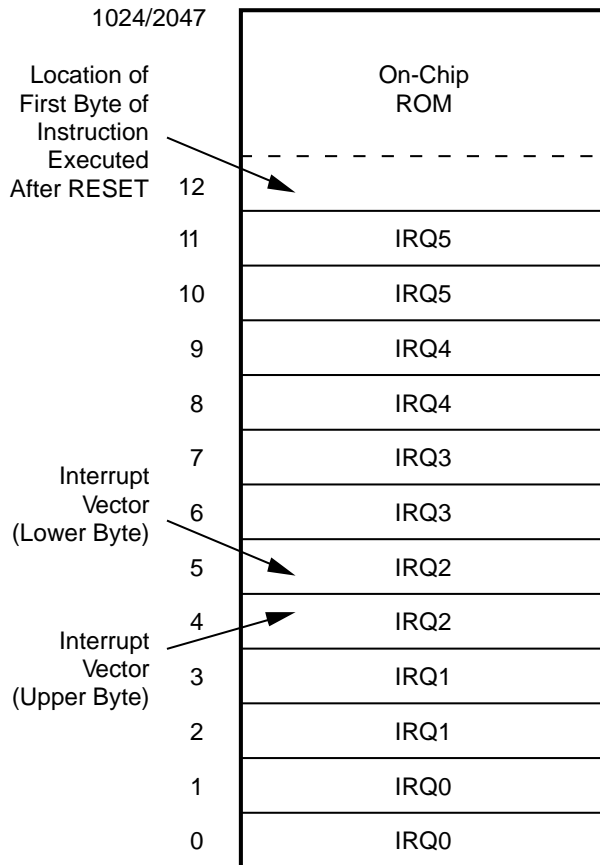 1024/2047
Location of
First Byte of
Instruction
Executed
After RESET
12
On-Chip
ROM
11 IRQ5
10 IRQ5
9 IRQ4
8 IRQ4
7 IRQ3
Interrupt
Vector
(Lower Byte)
6 IRQ3
5 IRQ2
4 IRQ2
Interrupt
Vector
(Upper Byte)
3 IRQ1
2 IRQ1
1 IRQ0
0 IRQ0